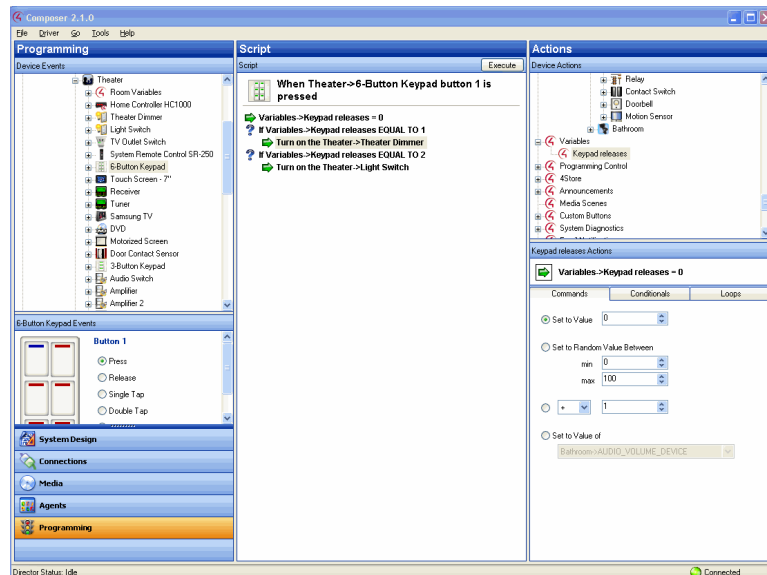 Composer 2.1.0
File Driver Go Tools Help
Programming
Device Events
Theater
Room Variables
Home Controller HC1000
Theater Dimmer
Light Switch
TV Outlet Switch
System Remote Control SR-250
6-Button Keypad
Touch Screen - 7"
Receiver
Tuner
Samsung TV
DVD
Motorized Screen
Door Contact Sensor
3-Button Keypad
Audio Switch
Amplifier
Amplifier 2
6-Button Keypad Events
Button 1
Press
Release
Single Tap
Double Tap
System Design
Connections
Media
Agents
Programming
Director Status: Idle
Script
Script Execute
When Theater->6-Button Keypad button 1 is
pressed
Variables->Keypad releases = 0
If Variables->Keypad releases EQUAL TO 1
Turn on the Theater->Theater Dimmer
If Variables->Keypad releases EQUAL TO 2
Turn on the Theater->Light Switch
Actions
Device Actions
Relay
Contact Switch
Doorbell
Motion Sensor
Bathroom
Variables
Keypad releases
Programming Control
4Store
Announcements
Media Scenes
Custom Buttons
System Diagnostics
Keypad releases Actions
Variables->Keypad releases = 0
Commands Conditionals Loops
Set to Value 0
Set to Random Value Between
min 0
max 100
+ 1
Set to Value of
Bathroom->AUDIO_VOLUME_DEVICE
Connected